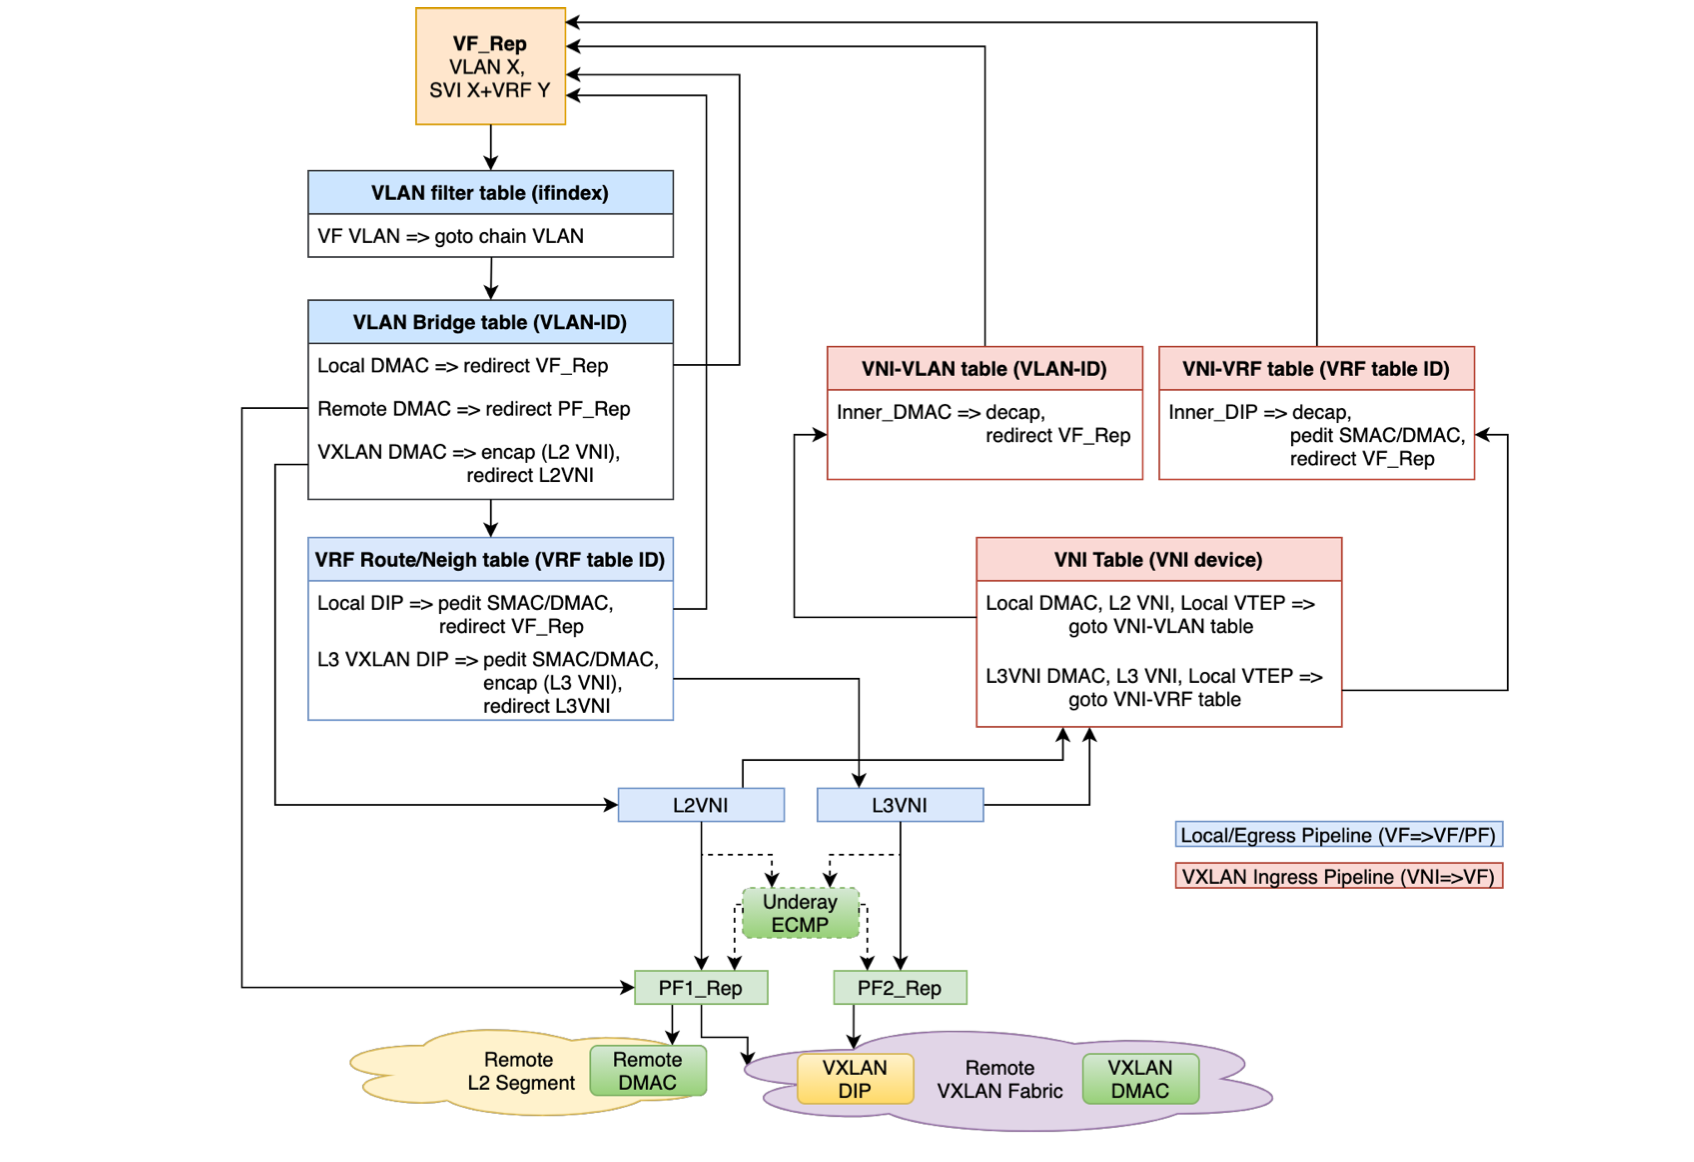 VF_Rep
VLAN X,
SVI X+VRF Y
VLAN filter table (ifindex)
VF VLAN => goto chain VLAN
VLAN Bridge table (VLAN-ID)
Local DMAC => redirect VF_Rep
Remote DMAC => redirect PF_Rep
VXLAN DMAC => encap (L2 VNI),
redirect L2VNI
VNI-VLAN table (VLAN-ID)
Inner_DMAC => decap,
redirect VF_Rep
VNI-VRF table (VRF table ID)
Inner_DIP => decap,
pedit SMAC/DMAC,
redirect VF_Rep
VRF Route/Neigh table (VRF table ID)
Local DIP => pedit SMAC/DMAC,
redirect VF_Rep
L3 VXLAN DIP => pedit SMAC/DMAC,
encap (L3 VNI),
redirect L3VNI
VNI Table (VNI device)
Local DMAC, L2 VNI, Local VTEP =>
goto VNI-VLAN table
L3VNI DMAC, L3 VNI, Local VTEP =>
goto VNI-VRF table
L2VNI
L3VNI
Local/Egress Pipeline (VF=>VF/PF)
VXLAN Ingress Pipeline (VNI=>VF)
Underay
ECMP
PF1_Rep
PF2_Rep
Remote
L2 Segment
Remote
DMAC
VXLAN
DIP
Remote
VXLAN Fabric
VXLAN
DMAC